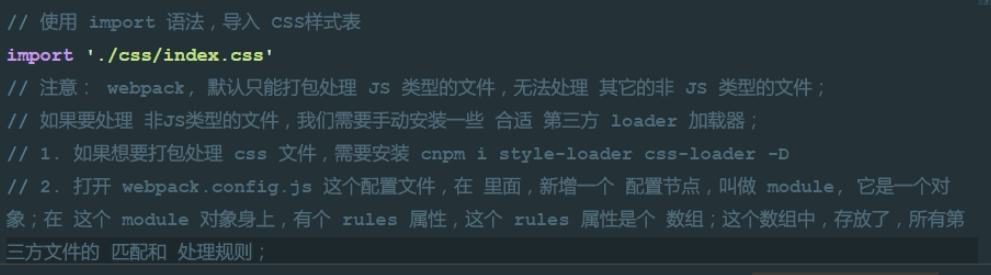 // 使用 import 语法，导入 CSS样式表
import './css/index.css'
// 注意： webpack, 默认只能打包处理 JS 类型的文件，无法处理 其它的非 JS 类型的文件；
// 如果要处理 非JS类型的文件，我们需要手动安装一些 合适 第三方 loader 加载器；
// 1. 如果想要打包处理 css 文件，需要安装 cnpm i style-loader css-loader -D
// 2. 打开 webpack.config.js 这个配置文件，在 里面，新增一个 配置节点，叫做 module, 它是一个对
象；在 这个 module 对象身上，有个 rules 属性，这个 rules 属性是个 数组；这个数组中，存放了，所有第
三方文件的 匹配和 处理规则；